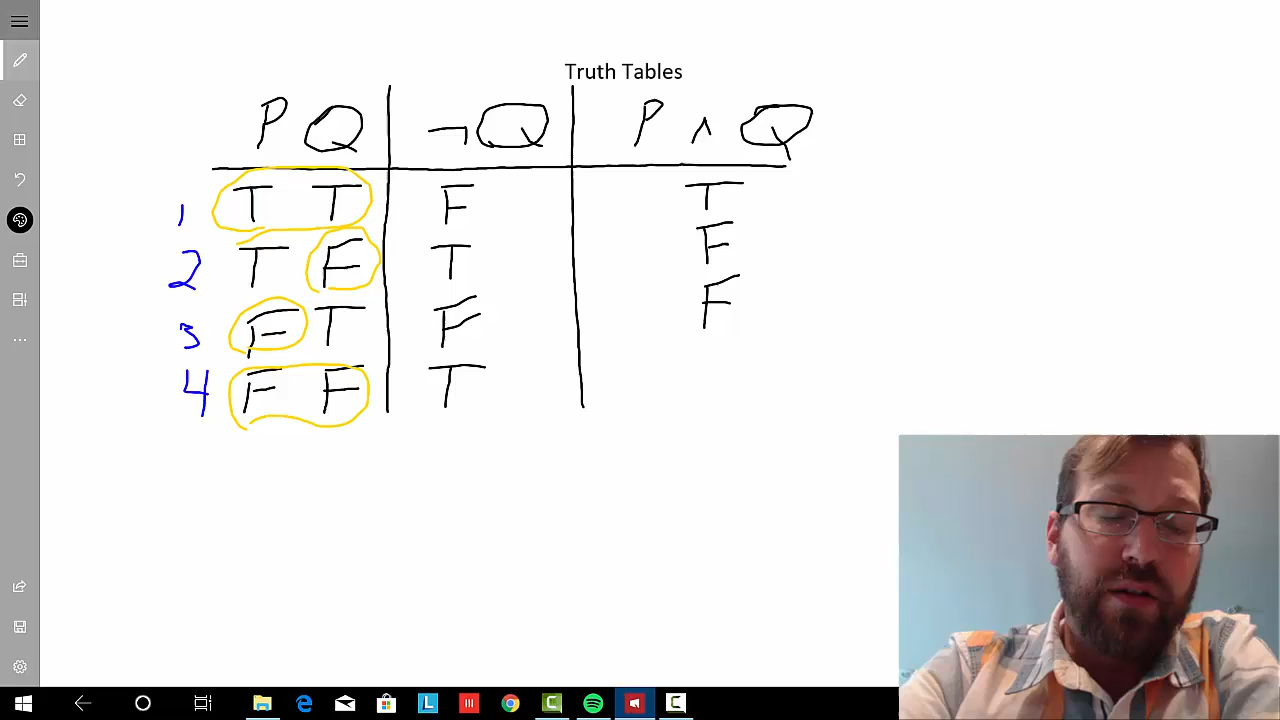 Truth Tables
P Q ¬ Q P ∧ Q
1 T T F T
2 T F T F
3 F T F F
4 F F T